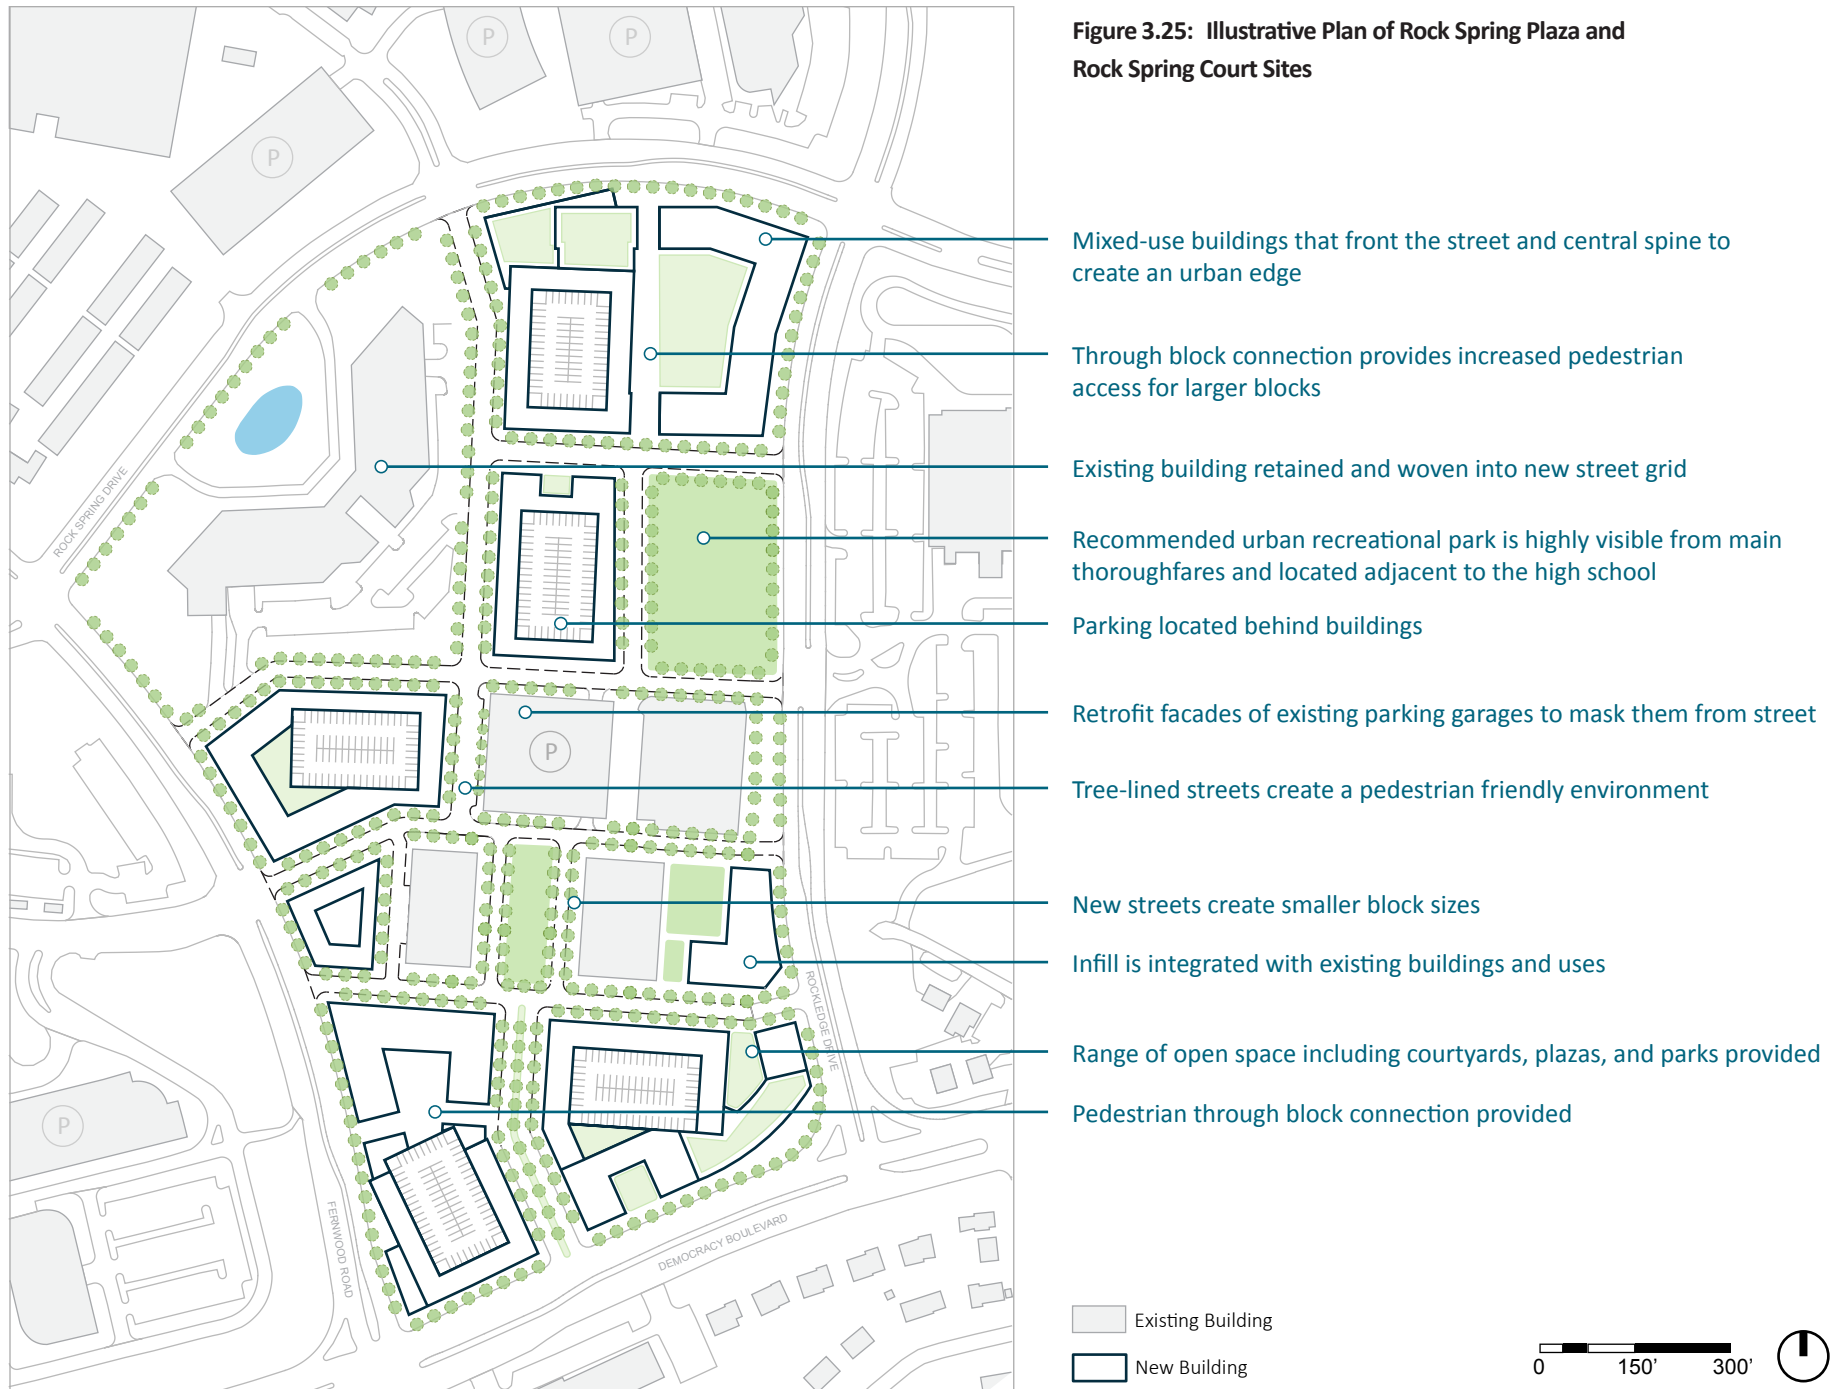 Figure 3.25: Illustrative Plan of Rock Spring Plaza and
Rock Spring Court Sites
P
P
P
Mixed-use buildings that front the street and central spine to
create an urban edge
Through block connection provides increased pedestrian
access for larger blocks
Existing building retained and woven into new street grid
ROCK SPRING DRIVE
Recommended urban recreational park is highly visible from main
thoroughfares and located adjacent to the high school
Parking located behind buildings
Retrofit facades of existing parking garages to mask them from street
P
Tree-lined streets create a pedestrian friendly environment
New streets create smaller block sizes
Infill is integrated with existing buildings and uses
ROCKLEDGE DRIVE
Range of open space including courtyards, plazas, and parks provided
Pedestrian through block connection provided
P
FERNWOOD ROAD
DEMOCRACY BOULEVARD
Existing Building
New Building
0 150' 300'